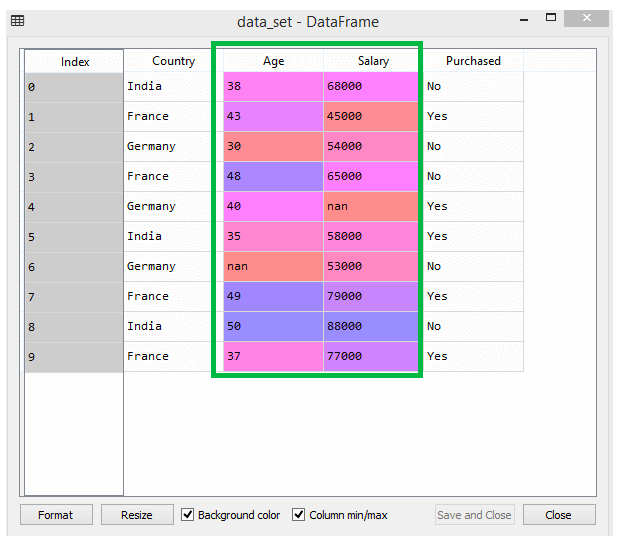 data_set - DataFrame
Index Country Age Salary Purchased
0 India 38 68000 No
1 France 43 45000 Yes
2 Germany 30 54000 No
3 France 48 65000 No
4 Germany 40 nan Yes
5 India 35 58000 Yes
6 Germany nan 53000 No
7 France 49 79000 Yes
8 India 50 88000 No
9 France 37 77000 Yes
Format Resize Background color Column min/max Save and Close Close